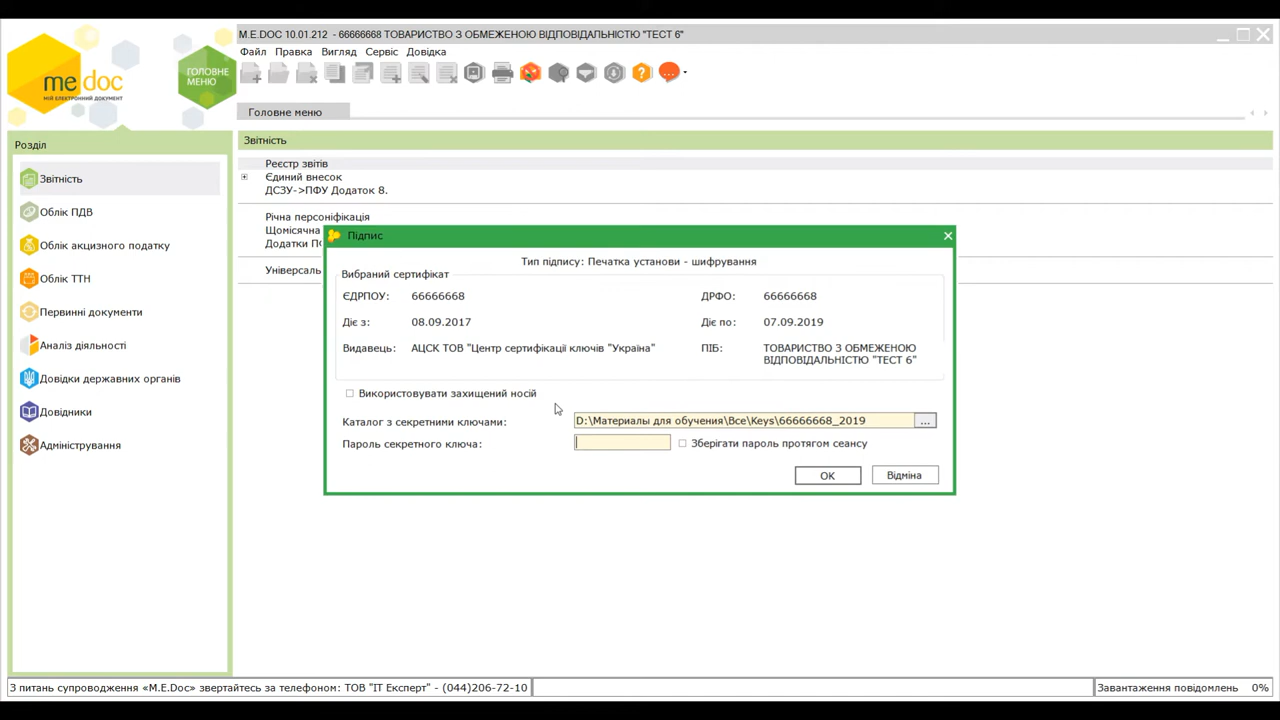 M.E.DOC 10.01.212 - 66666668 ТОВАРИСТВО З ОБМЕЖЕНОЮ ВІДПОВІДАЛЬНІСТЮ "ТЕСТ 6"
me doc
МІЙ ЕЛЕКТРОННИЙ ДОКУМЕНТ
ГОЛОВНЕ
МЕНЮ
Файл Правка Вигляд Сервіс Довідка
Головне меню
Розділ
Звітність
Облік ПДВ
Облік акцизного податку
Облік ТТН
Первинні документи
Аналіз діяльності
Довідки державних органів
Довідники
Адміністрування
Звітність
Реєстр звітів
Єдиний внесок
ДСЗУ->ПФУ Додаток 8.
Річна персоніфікація
Щомісячна
Додатки ПО
Універсаль
Підпис
Тип підпису: Печатка установи - шифрування
Вибраний сертифікат
ЄДРПОУ: 66666668 ДРФО: 66666668
Діє з: 08.09.2017 Діє по: 07.09.2019
Видавець: АЦСК ТОВ "Центр сертифікації ключів "Україна" ПІБ: ТОВАРИСТВО З ОБМЕЖЕНОЮ
ВІДПОВІДАЛЬНІСТЮ "ТЕСТ 6"
Використовувати захищений носій
Каталог з секретними ключами: D:\Материалы для обучения\Все\Keys\66666668_2019 ...
Пароль секретного ключа: Зберігати пароль протягом сеансу
OK Відміна
З питань супроводження «M.E.Doc» звертайтесь за телефоном: ТОВ "ІТ Експерт" - (044)206-72-10 Завантаження повідомлень 0%